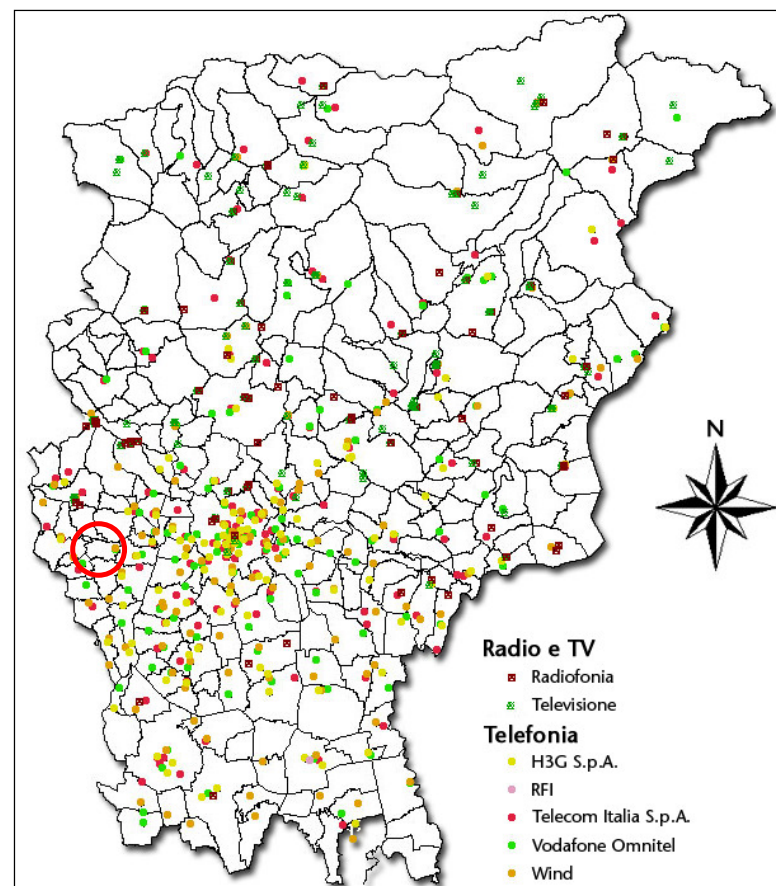 N
Radio e TV
Radiofonia
Televisione
Telefonia
H3G S.p.A.
RFI
Telecom Italia S.p.A.
Vodafone Omnitel
Wind